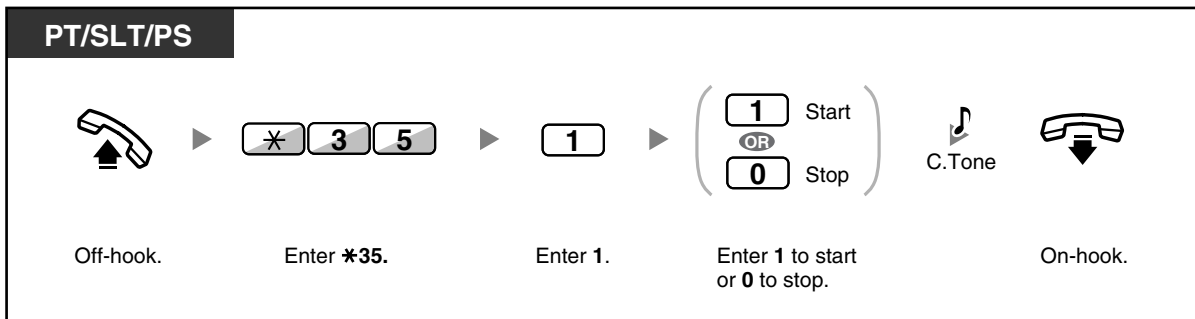 PT/SLT/PS
* 3 5
1
1 Start
OR
0 Stop
C.Tone
Off-hook.
Enter *35.
Enter 1.
Enter 1 to start
or 0 to stop.
On-hook.